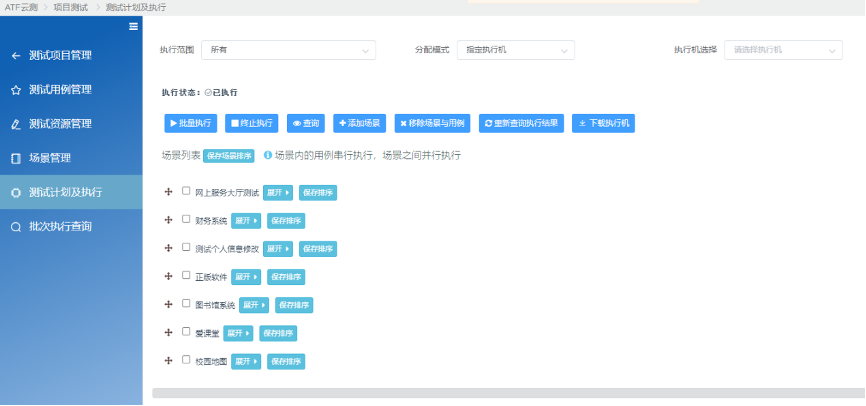 ATF云测 > 项目测试 > 测试计划及执行
测试项目管理
测试用例管理
测试资源管理
场景管理
测试计划及执行
批次执行查询
执行范围 所有 分配模式 指定执行机 执行机选择 请选择执行机
执行状态：已执行
批量执行 终止执行 查询 添加场景 移除场景与用例 重新查询执行结果 下载执行机
场景列表 保存场景排序 场景内的用例串行执行，场景之间并行执行
网上服务大厅测试 展开 保存排序
财务系统 展开 保存排序
测试个人信息修改 展开 保存排序
正版软件 展开 保存排序
图书馆系统 展开 保存排序
爱课堂 展开 保存排序
校园地图 展开 保存排序